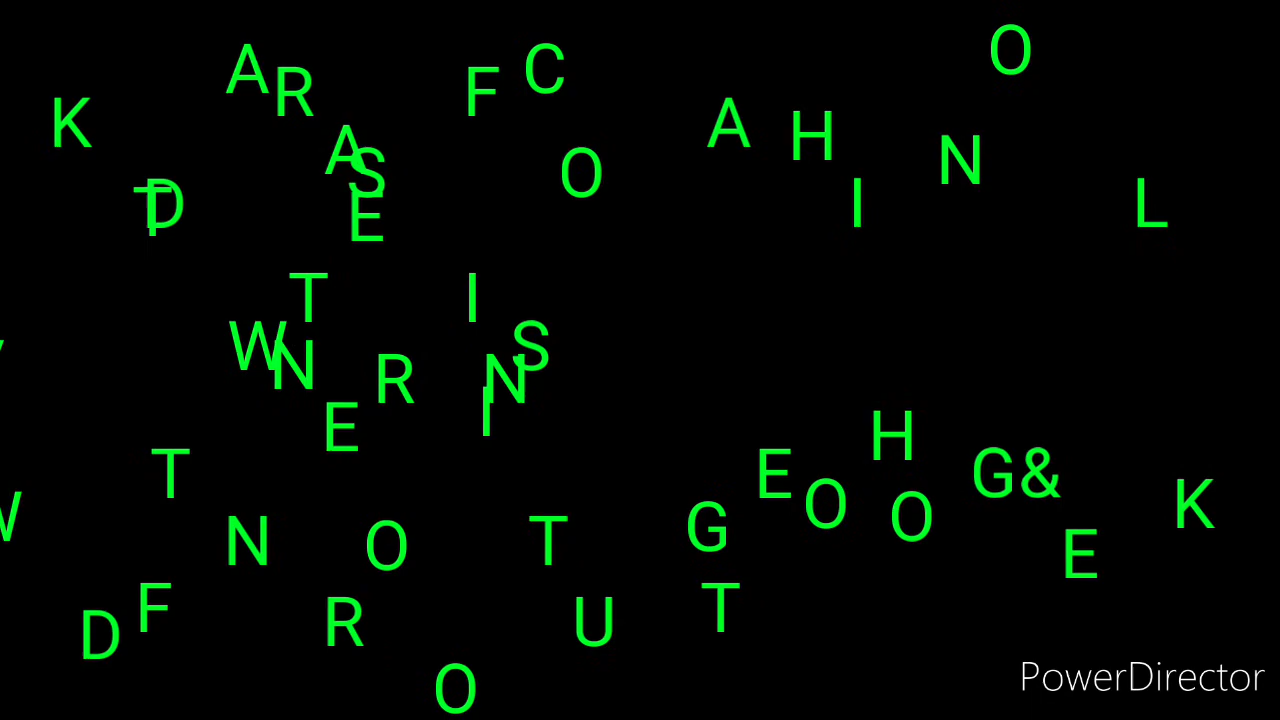 A R F C O
K A S O A H N
T D E I L
T I
W N R N S
E I H
W T E O O G & K
N O T G E
D F R U T
O
PowerDirector